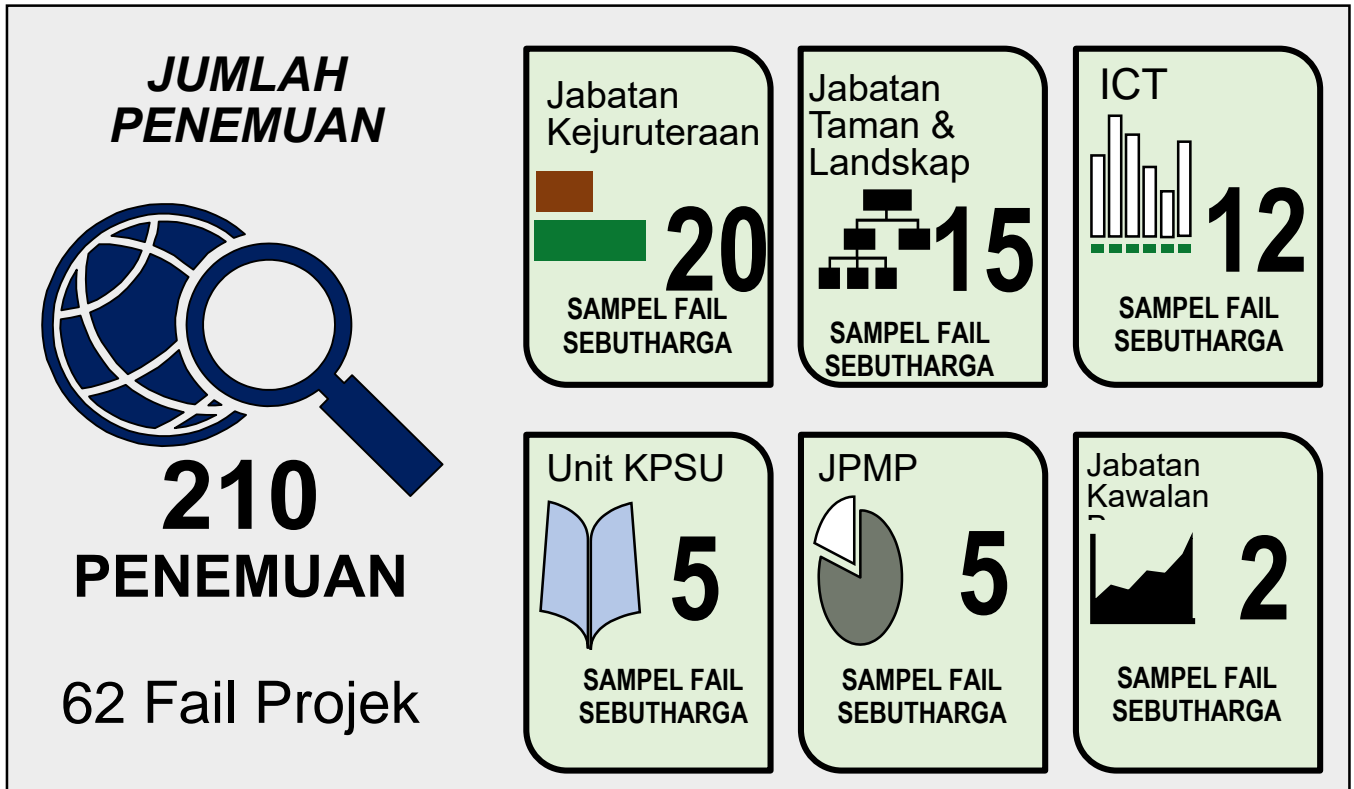 JUMLAH
PENEMUAN
210
PENEMUAN
62 Fail Projek
Jabatan
Kejuruteraan
20
SAMPEL FAIL
SEBUTHARGA
Jabatan
Taman &
Landskap
15
SAMPEL FAIL
SEBUTHARGA
ICT
12
SAMPEL FAIL
SEBUTHARGA
Unit KPSU
5
SAMPEL FAIL
SEBUTHARGA
JPMP
5
SAMPEL FAIL
SEBUTHARGA
Jabatan
Kawalan
2
SAMPEL FAIL
SEBUTHARGA